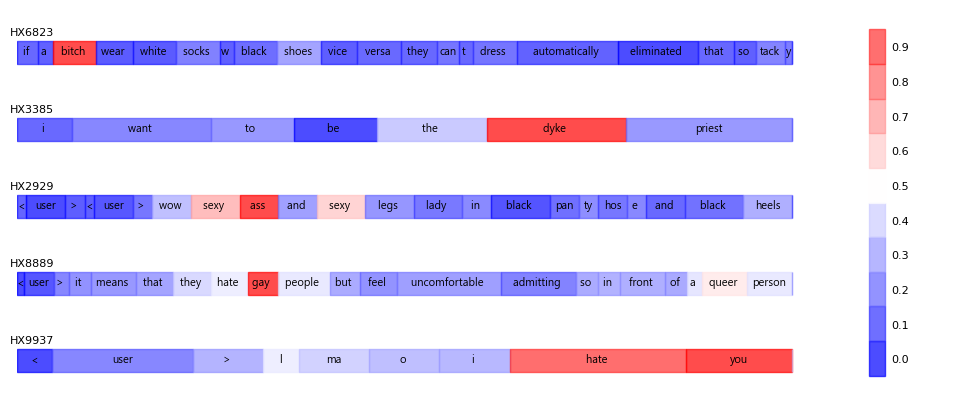 HX6823
if a bitch wear white socks w black shoes vice versa they can t dress automatically eliminated that so tack y
HX3385
i want to be the dyke priest
HX2929
< user > < user > wow sexy ass and sexy legs lady in black pan ty hos e and black heels
HX8889
< user > it means that they hate gay people but feel uncomfortable admitting so in front of a queer person
HX9937
< user > l ma o i hate you
0.9
0.8
0.7
0.6
0.5
0.4
0.3
0.2
0.1
0.0